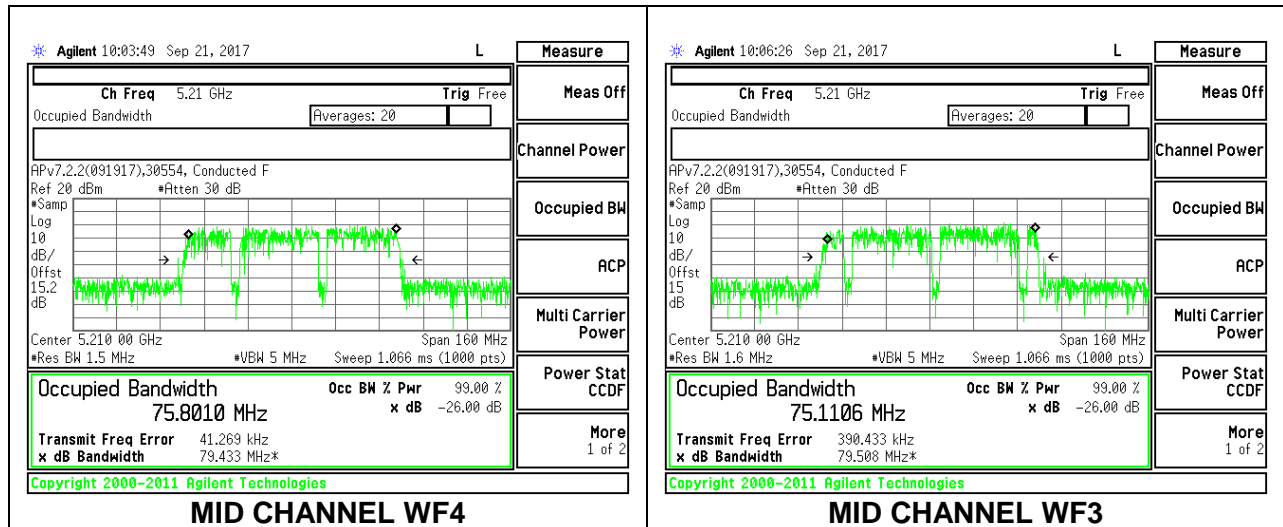 Agilent 10:03:49 Sep 21, 2017 L
Measure
Ch Freq 5.21 GHz Trig Free
Occupied Bandwidth Averages: 20
APv7.2.2(091917),30554, Conducted F
Ref 20 dBm #Atten 30 dB
#Samp
Log
10
dB/
Offst
15.2
dB
Center 5.210 00 GHz Span 160 MHz
#Res BW 1.5 MHz #VBW 5 MHz Sweep 1.066 ms (1000 pts)
Occupied Bandwidth Occ BW % Pwr 99.00 %
75.8010 MHz x dB -26.00 dB
Transmit Freq Error 41.269 kHz
x dB Bandwidth 79.433 MHz*
Copyright 2000-2011 Agilent Technologies
Meas Off
Channel Power
Occupied BW
ACP
Multi Carrier
Power
Power Stat
CCDF
More
1 of 2
MID CHANNEL WF4
Agilent 10:06:26 Sep 21, 2017 L
Measure
Ch Freq 5.21 GHz Trig Free
Occupied Bandwidth Averages: 20
APv7.2.2(091917),30554, Conducted F
Ref 20 dBm #Atten 30 dB
#Samp
Log
10
dB/
Offst
15
dB
Center 5.210 00 GHz Span 160 MHz
#Res BW 1.6 MHz #VBW 5 MHz Sweep 1.066 ms (1000 pts)
Occupied Bandwidth Occ BW % Pwr 99.00 %
75.1106 MHz x dB -26.00 dB
Transmit Freq Error 390.433 kHz
x dB Bandwidth 79.508 MHz*
Copyright 2000-2011 Agilent Technologies
Meas Off
Channel Power
Occupied BW
ACP
Multi Carrier
Power
Power Stat
CCDF
More
1 of 2
MID CHANNEL WF3